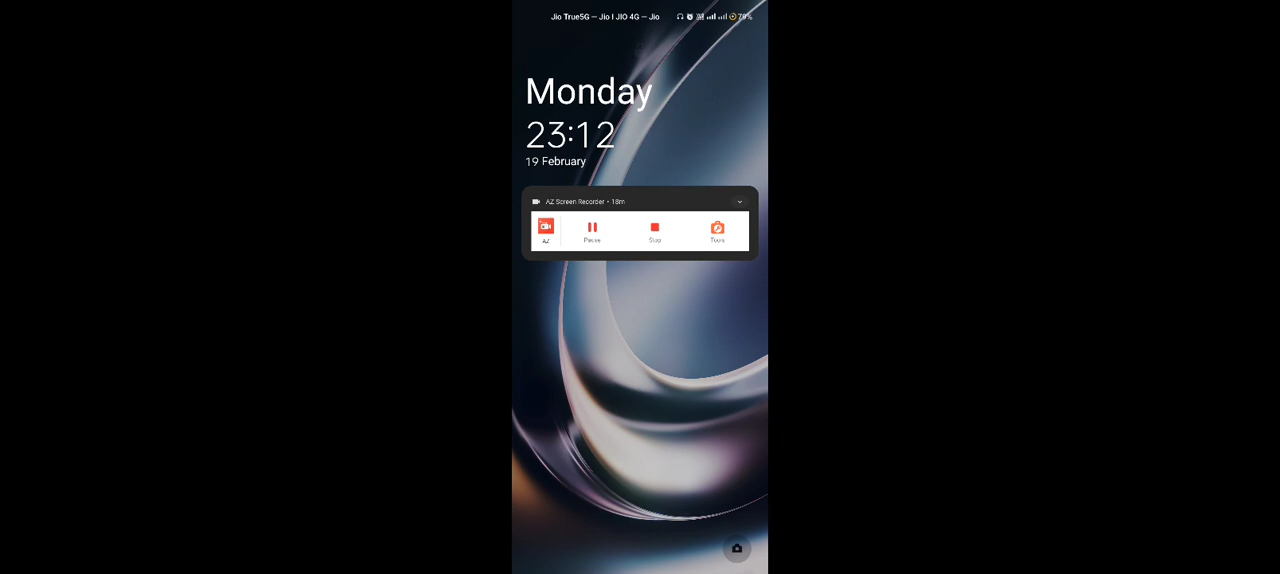 Jio True5G — Jio | JIO 4G — Jio 79%
Monday
23:12
19 February
AZ Screen Recorder • 18m
AZ Pause Stop Tools